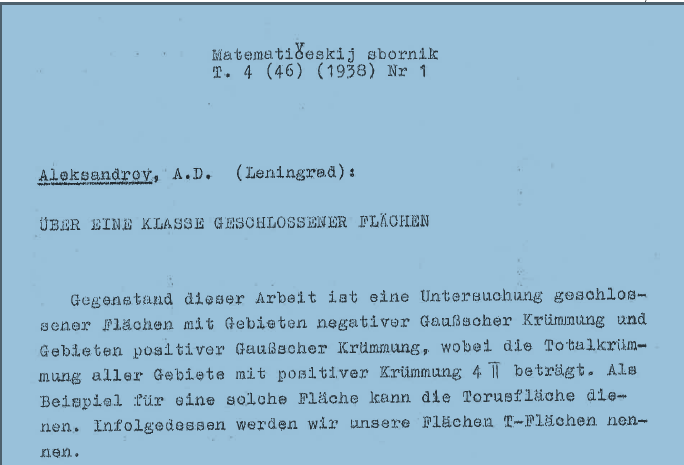 Matematičeskij sbornik
T. 4 (46) (1938) Nr 1
Aleksandrov, A.D. (Leningrad):
ÜBER EINE KLASSE GESCHLOSSENER FLÄCHEN
Gegenstand dieser Arbeit ist eine Untersuchung geschlos-
sener Flächen mit Gebieten negativer Gaußscher Krümmung und
Gebieten positiver Gaußscher Krümmung, wobei die Totalkrüm-
mung aller Gebiete mit positiver Krümmung 4 π beträgt. Als
Beispiel für eine solche Fläche kann die Torusfläche die-
nen. Infolgedessen werden wir unsere Flächen T-Flächen nen-
nen.